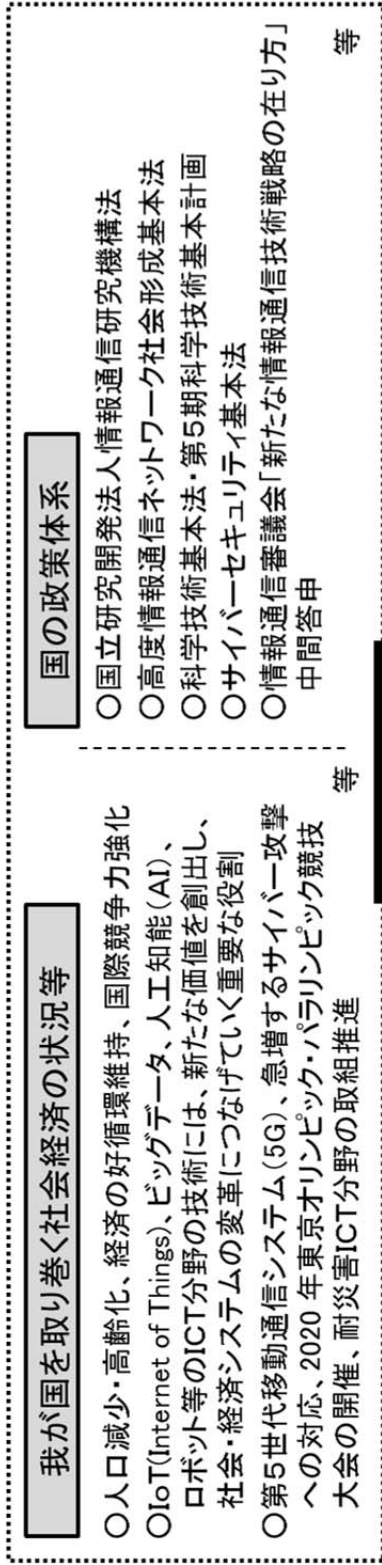 我が国を取り巻く社会経済の状況等
〇人口減少・高齢化、経済の好循環維持、国際競争力強化
〇IoT(Internet of Things)、ビッグデータ、人工知能(AI)、
ロボット等のICT分野の技術には、新たな価値を創出し、
社会・経済システムの変革につなげていく重要な役割
〇第5世代移動通信システム(5G)、急増するサイバー攻撃
への対応、2020 年東京オリンピック・パラリンピック競技
大会の開催、耐災害ICT分野の取組推進
等
国の政策体系
〇国立研究開発法人情報通信研究機構法
〇高度情報通信ネットワーク社会形成基本法
〇科学技術基本法・第5期科学技術基本計画
〇サイバーセキュリティ基本法
〇情報通信審議会「新たな情報通信技術戦略の在り方」
中間答申
等